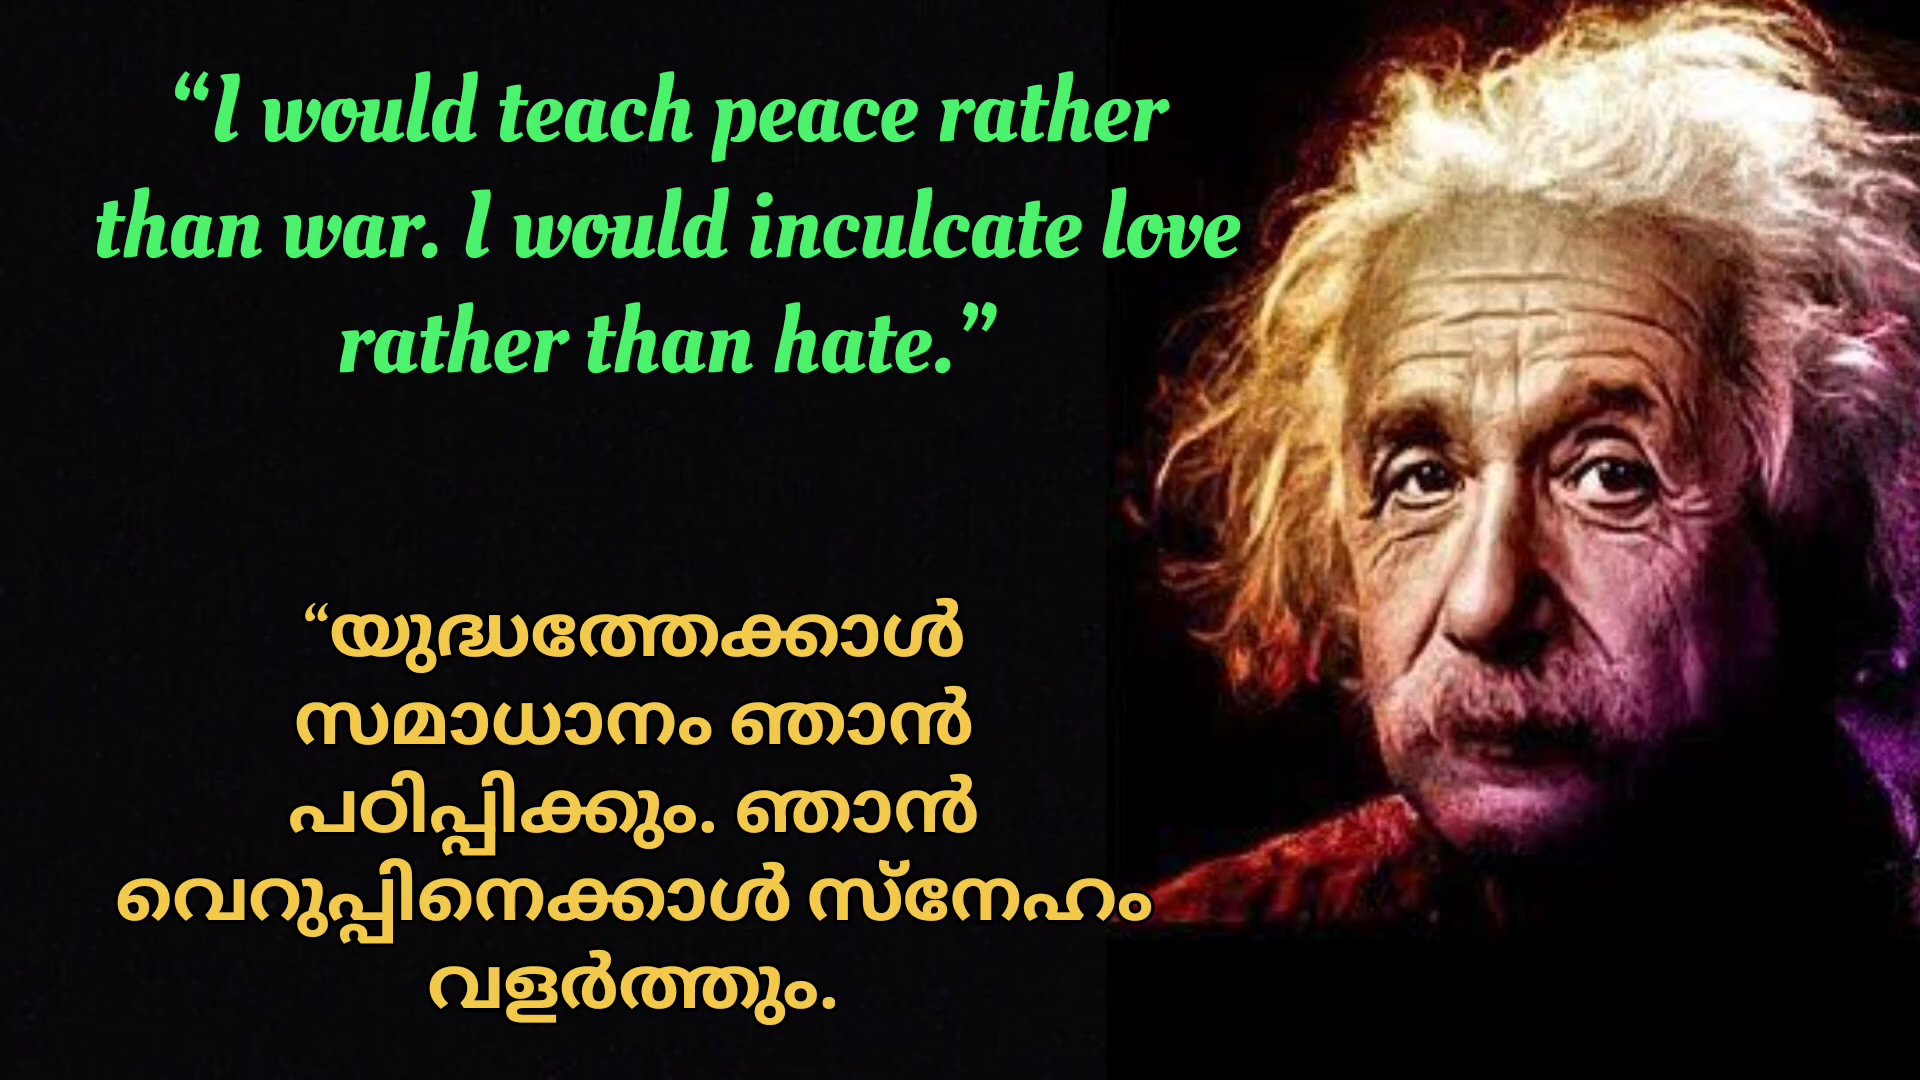 “I would teach peace rather
than war. I would inculcate love
rather than hate.”
“യുദ്ധത്തേക്കാൾ
സമാധാനം ഞാൻ
പഠിപ്പിക്കും. ഞാൻ
വെറുപ്പിനെക്കാൾ സ്നേഹം
വളർത്തും.